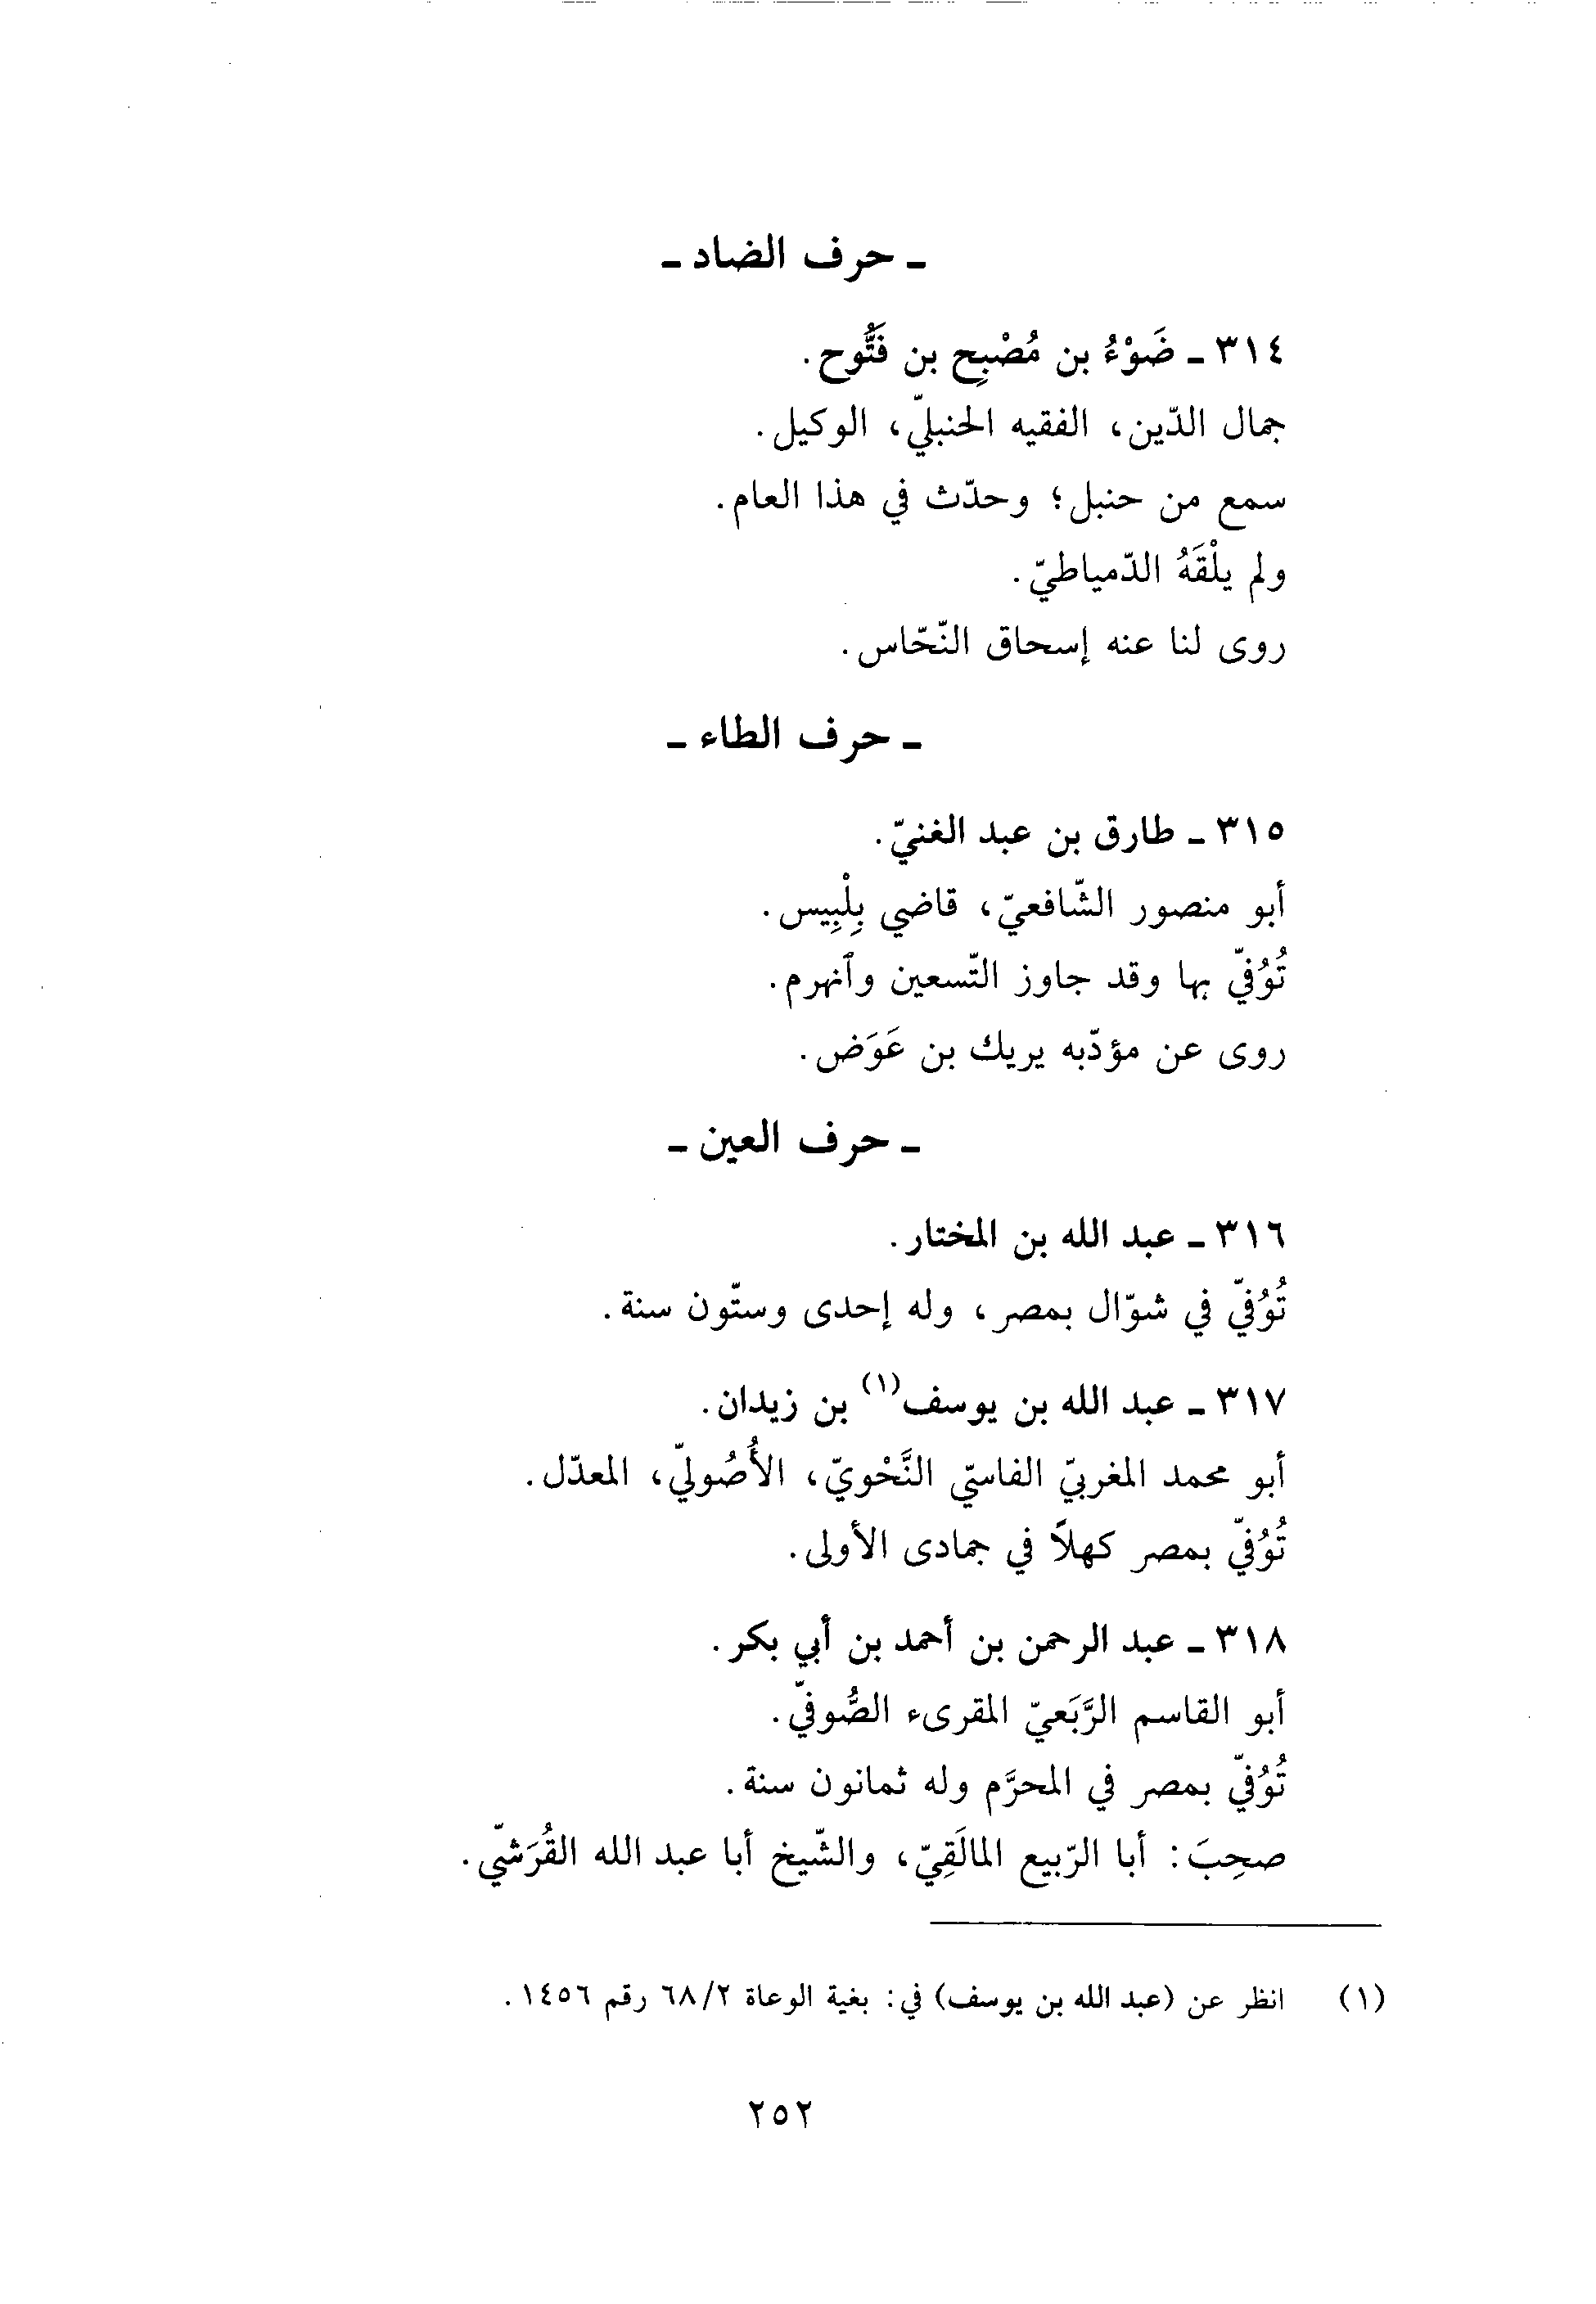 ـ حرف الضاد ـ
٣١٤ ـ ضَوْءُ بن مُصْبِح بن فَتُّوح.
جمال الدّين، الفقيه الحنبليّ، الوكيل.
سمع من حنبل؛ وحدّث في هذا العام.
ولم يلْقَهُ الدّمياطيّ.
روى لنا عنه إسحاق النّحّاس.
ـ حرف الطاء ـ
٣١٥ ـ طارق بن عبد الغنيّ.
أبو منصور الشّافعيّ، قاضي بِلْبِيس.
تُوُفّي بها وقد جاوز التّسعين وٱنهرم.
روى عن مؤدّبه يريك بن عَوَض.
ـ حرف العين ـ
٣١٦ ـ عبد الله بن المختار.
تُوُفّي في شوّال بمصر، وله إحدى وستّون سنة.
٣١٧ ـ عبد الله بن يوسف(١) بن زيدان.
أبو محمد المغربيّ الفاسيّ النَّحْويّ، الأُصُوليّ، المعدّل.
تُوُفّي بمصر كهلاً في جمادى الأولى.
٣١٨ ـ عبد الرحمن بن أحمد بن أبي بكر.
أبو القاسم الرَّبَعيّ المقرىء الصُّوفيّ.
تُوُفّي بمصر في المحرَّم وله ثمانون سنة.
صحِبَ: أبا الرّبيع المالَقِيّ، والشّيخ أبا عبد الله القُرَشيّ.
(١) انظر عن (عبد الله بن يوسف) في: بغية الوعاة ٦٨/٢ رقم ١٤٥٦.
٢٥٢